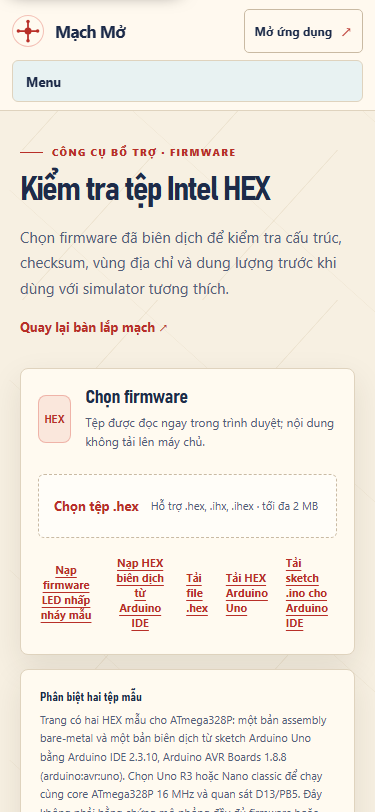 Mạch Mở
Mở ứng dụng ↗
Menu
CÔNG CỤ BỔ TRỢ · FIRMWARE
Kiểm tra tệp Intel HEX
Chọn firmware đã biên dịch để kiểm tra cấu trúc,
checksum, vùng địa chỉ và dung lượng trước khi
dùng với simulator tương thích.
Quay lại bàn lắp mạch ↗
HEX
Chọn firmware
Tệp được đọc ngay trong trình duyệt; nội dung
không tải lên máy chủ.
Chọn tệp .hex Hỗ trợ .hex, .ihx, .ihex · tối đa 2 MB
Nạp
firmware
LED nhấp
nháy mẫu
Nạp HEX
biên dịch
từ
Arduino
IDE
Tải
file
.hex
Tải HEX
Arduino
Uno
Tải
sketch
.ino cho
Arduino
IDE
Phân biệt hai tệp mẫu
Trang có hai HEX mẫu cho ATmega328P: một bản assembly
bare-metal và một bản biên dịch từ sketch Arduino Uno
bằng Arduino IDE 2.3.10, Arduino AVR Boards 1.8.8
(arduino:avr:uno). Chọn Uno R3 hoặc Nano classic để chạy
cùng core ATmega328P 16 MHz và quan sát D13/PB5. Đây